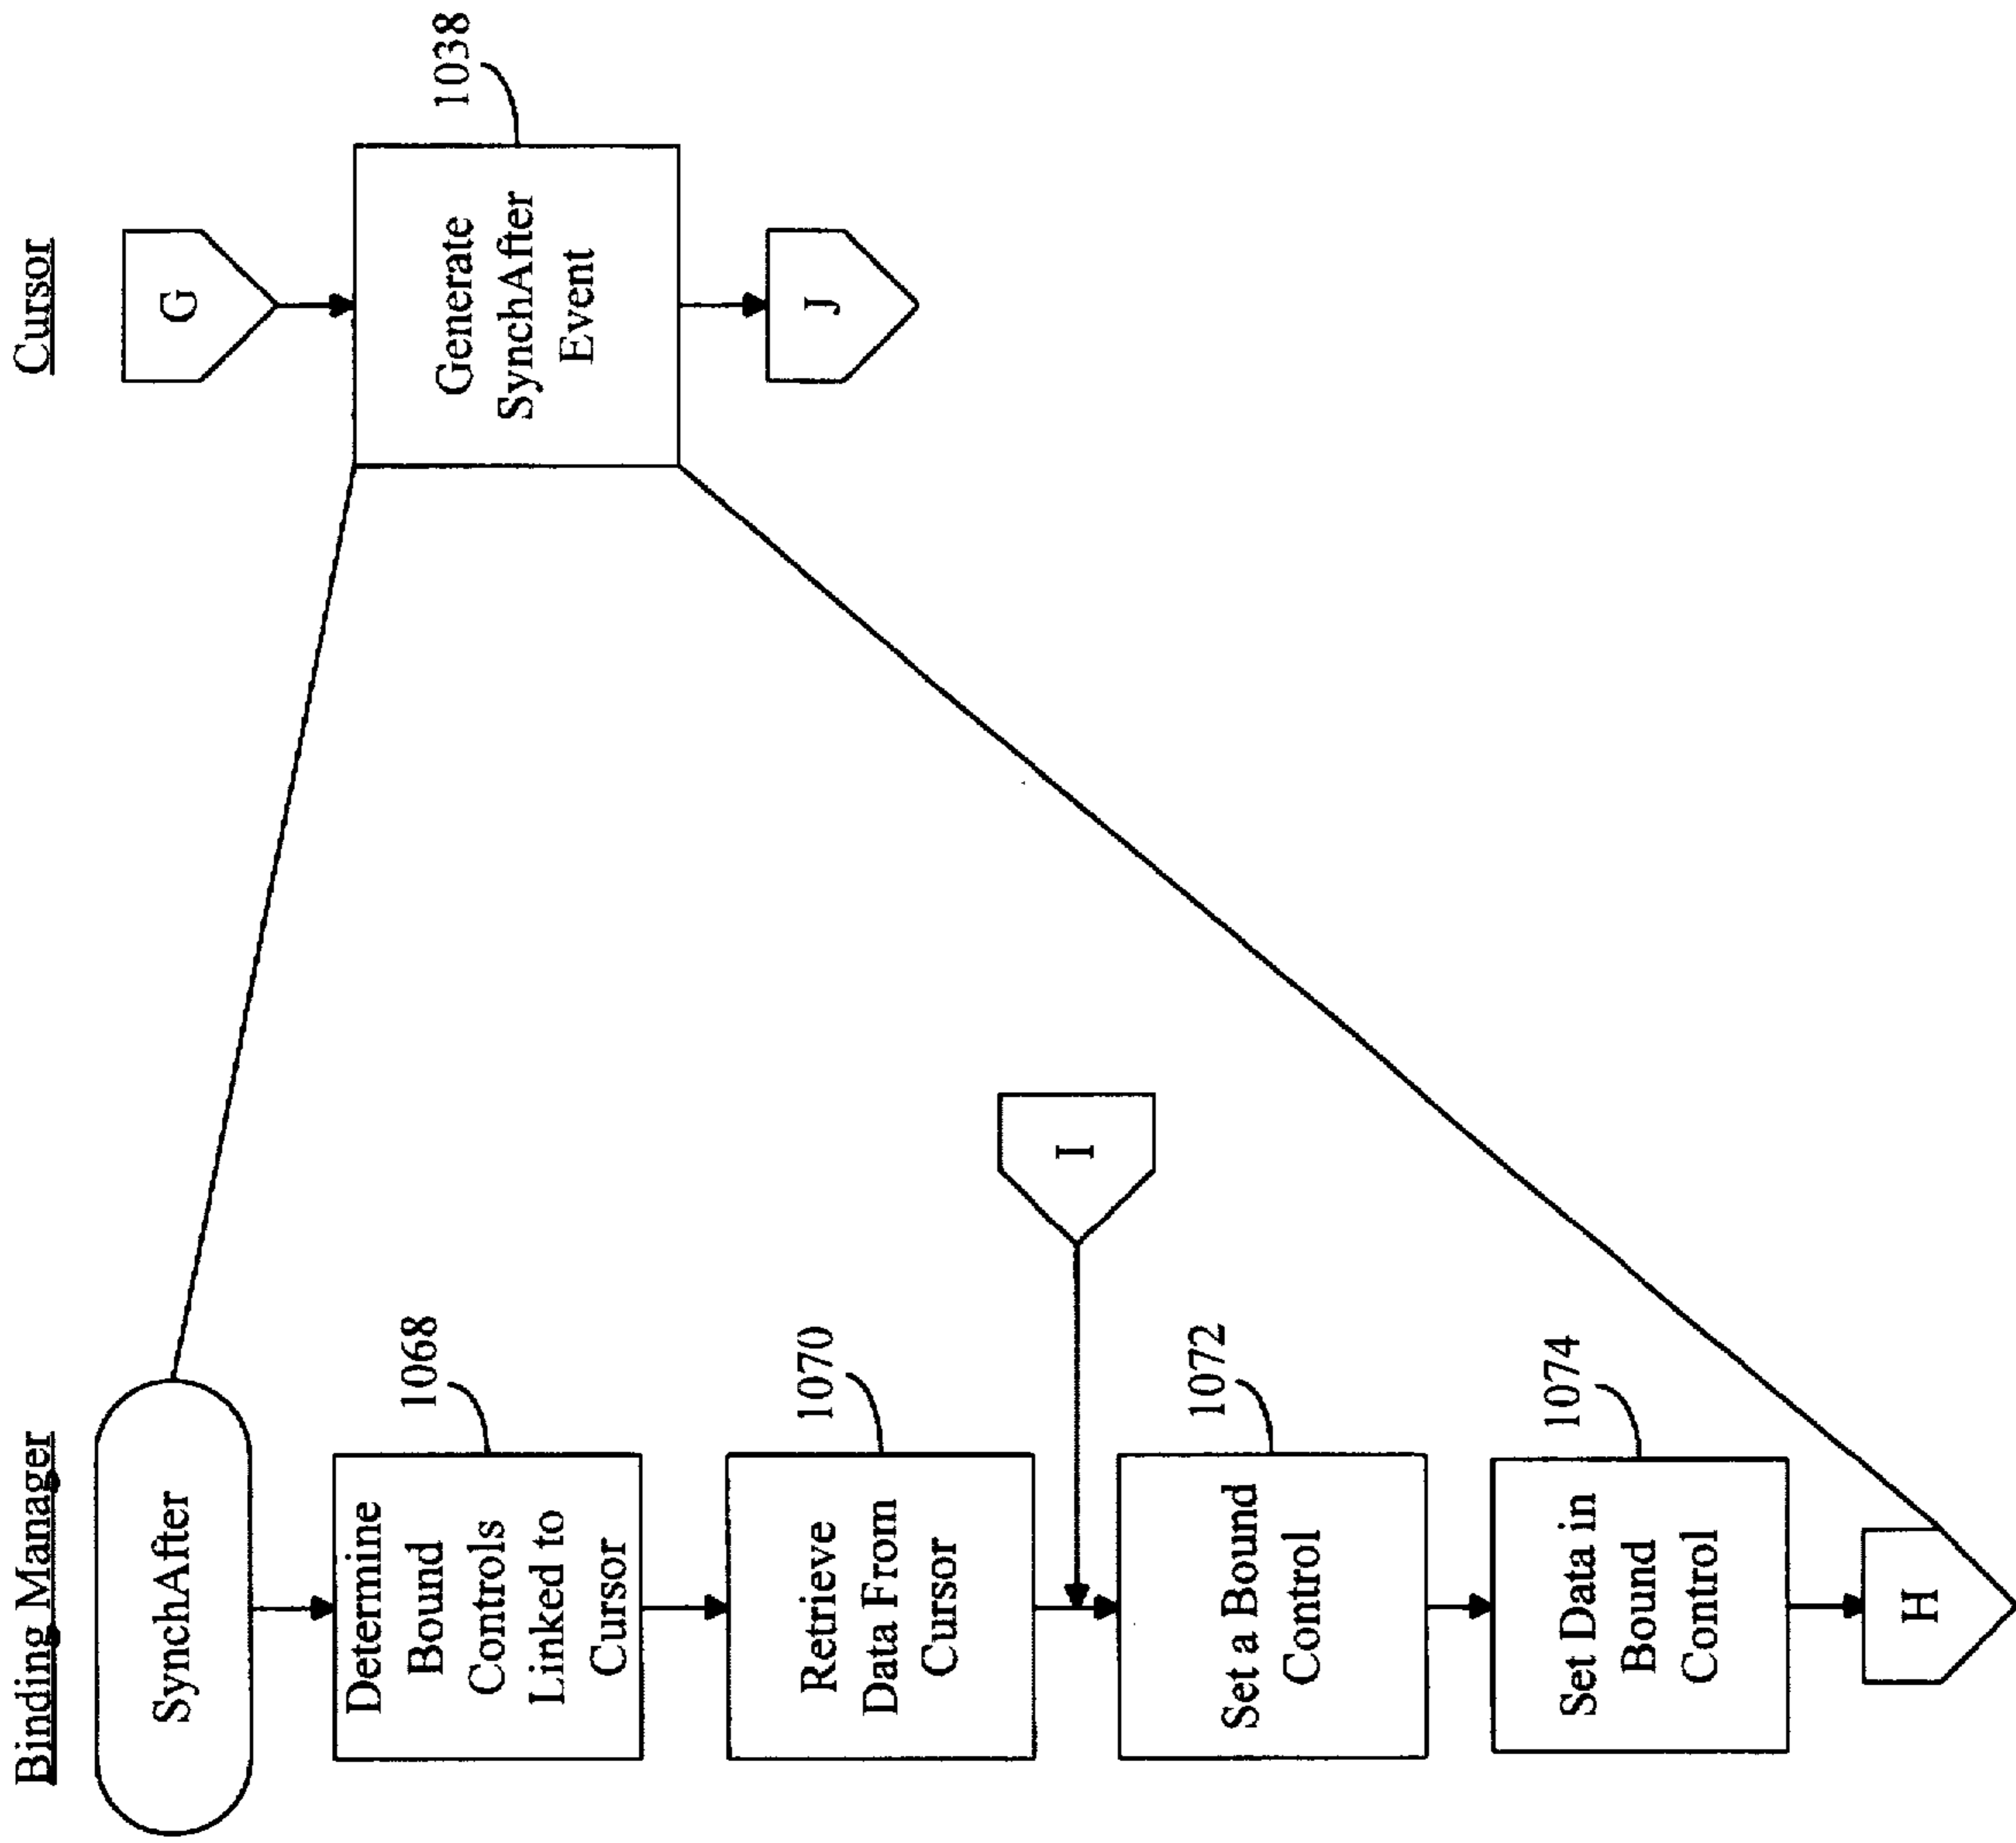 Binding Manager
Cursor
SynchAfter
G
Determine
Bound
Controls
Linked to
Cursor
1068
Generate
SynchAfter
Event
1038
Retrieve
Data From
Cursor
1070
J
I
Set a Bound
Control
1072
Set Data in
Bound
Control
1074
H